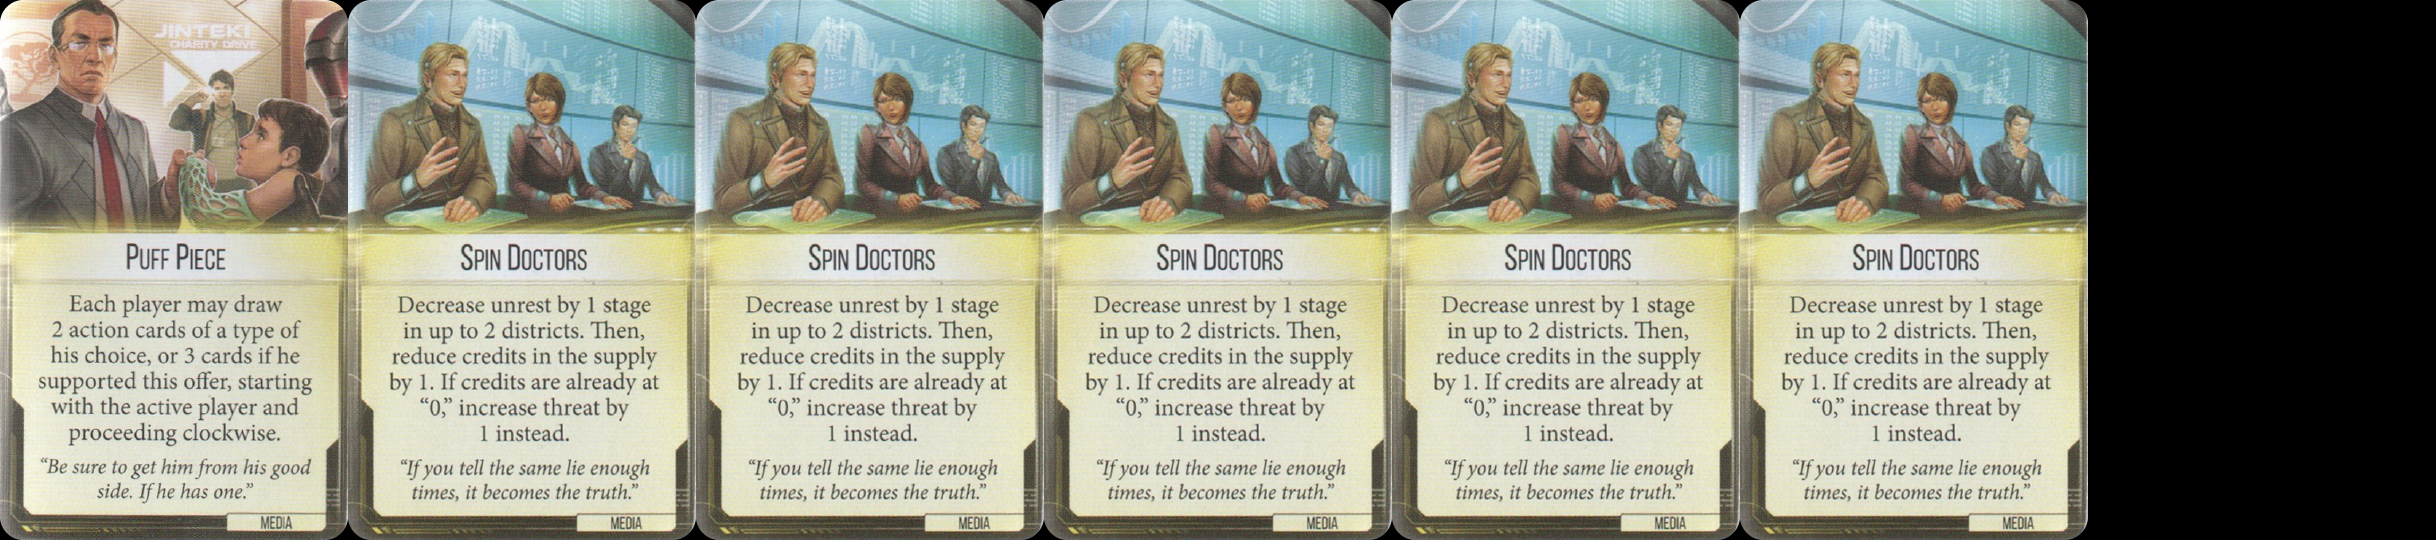 JINTEKI
CHARITY DRIVE
PUFF PIECE
Each player may draw
2 action cards of a type of
his choice, or 3 cards if he
supported this offer, starting
with the active player and
proceeding clockwise.
“Be sure to get him from his good
side. If he has one.”
MEDIA
SPIN DOCTORS
Decrease unrest by 1 stage
in up to 2 districts. Then,
reduce credits in the supply
by 1. If credits are already at
“0,” increase threat by
1 instead.
“If you tell the same lie enough
times, it becomes the truth.”
MEDIA
SPIN DOCTORS
Decrease unrest by 1 stage
in up to 2 districts. Then,
reduce credits in the supply
by 1. If credits are already at
“0,” increase threat by
1 instead.
“If you tell the same lie enough
times, it becomes the truth.”
MEDIA
SPIN DOCTORS
Decrease unrest by 1 stage
in up to 2 districts. Then,
reduce credits in the supply
by 1. If credits are already at
“0,” increase threat by
1 instead.
“If you tell the same lie enough
times, it becomes the truth.”
MEDIA
SPIN DOCTORS
Decrease unrest by 1 stage
in up to 2 districts. Then,
reduce credits in the supply
by 1. If credits are already at
“0,” increase threat by
1 instead.
“If you tell the same lie enough
times, it becomes the truth.”
MEDIA
SPIN DOCTORS
Decrease unrest by 1 stage
in up to 2 districts. Then,
reduce credits in the supply
by 1. If credits are already at
“0,” increase threat by
1 instead.
“If you tell the same lie enough
times, it becomes the truth.”
MEDIA